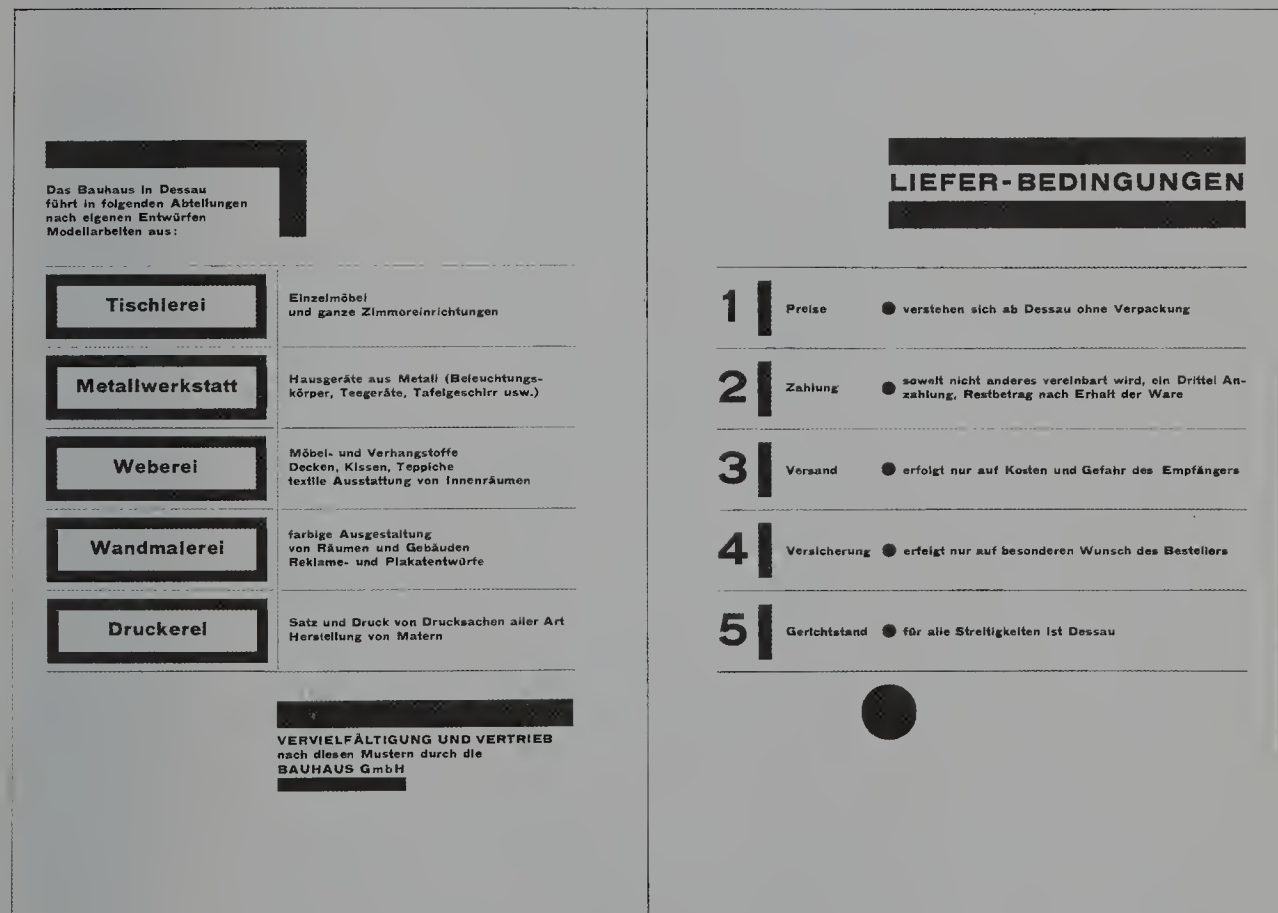 Das Bauhaus in Dessau
führt in folgenden Abteilungen
nach eigenen Entwürfen
Modellarbeiten aus:
Tischlerei
Einzelmöbel
und ganze Zimmereinrichtungen
Metallwerkstatt
Hausgeräte aus Metall (Beleuchtungs-
körper, Teegeräte, Tafelgeschirr usw.)
Weberei
Möbel- und Verhangstoffe
Decken, Kissen, Teppiche
textile Ausstattung von Innenräumen
Wandmalerei
farbige Ausgestaltung
von Räumen und Gebäuden
Reklame- und Plakatentwürfe
Druckerei
Satz und Druck von Drucksachen aller Art
Herstellung von Matern
VERVIELFÄLTIGUNG UND VERTRIEB
nach diesen Mustern durch die
BAUHAUS GmbH
LIEFER-BEDINGUNGEN
1 Preise ● verstehen sich ab Dessau ohne Verpackung
2 Zahlung ● soweit nicht anderes vereinbart wird, ein Drittel An-
zahlung, Restbetrag nach Erhalt der Ware
3 Versand ● erfolgt nur auf Kosten und Gefahr des Empfängers
4 Versicherung ● erfolgt nur auf besonderen Wunsch des Bestellers
5 Gerichtstand ● für alle Streitigkeiten ist Dessau